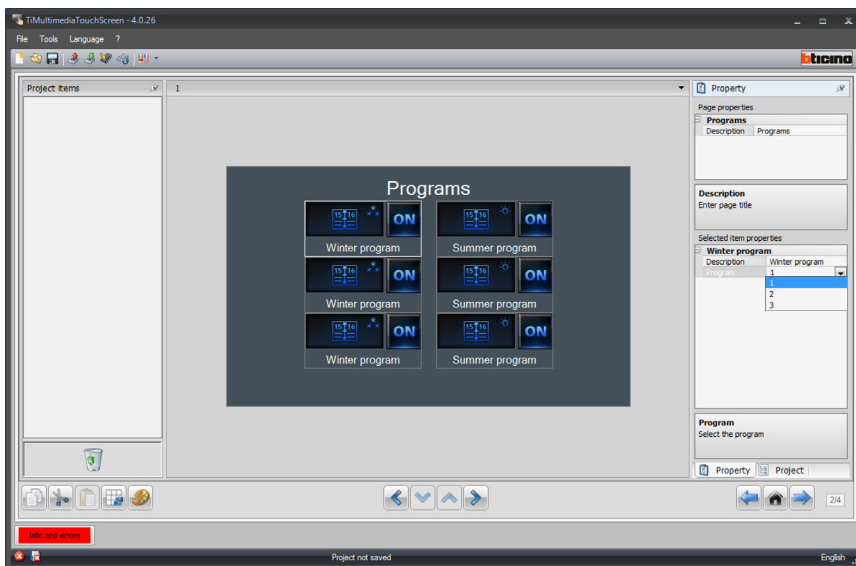 TiMultimediaTouchScreen - 4.0.26
File Tools Language ?
bticino
Project items
1
Property
Page properties
Programs
Description Programs
Description
Enter page title
Selected item properties
Winter program
Description Winter program
Program 1
1
2
3
Programs
15 16 ON 15 16 ON
Winter program Summer program
15 16 ON 15 16 ON
Winter program Summer program
15 16 ON 15 16 ON
Winter program Summer program
Program
Select the program
Property Project
2/4
Info and errors
Project not saved
English